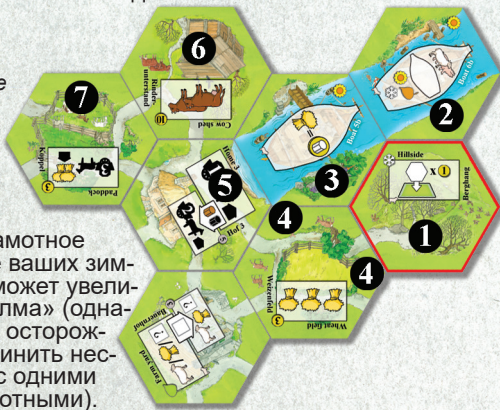 е
амотное
е ваших зим-
может увели-
лма» (одна-
осторож-
инить нес-
с одними
отными).
7
Koppel
3
Paddock
6
Rinder-
unterstand
10
Cow shed
5
Home 3
Hof 3
?
?
Bauernhof
Farm yard
3
Boat 5b
2
Boat 6b
4
4
Weizenfeld
3
Wheat field
1
Hillside
x 1
Berghang